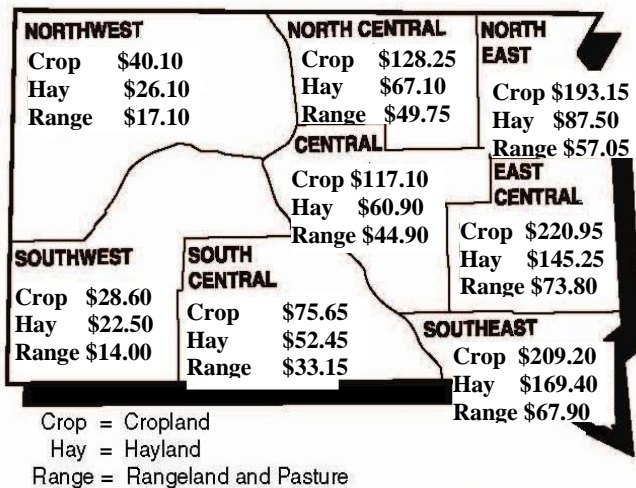 NORTHWEST
Crop $40.10
Hay $26.10
Range $17.10
NORTH CENTRAL
Crop $128.25
Hay $67.10
Range $49.75
NORTH
EAST
Crop $193.15
Hay $87.50
Range $57.05
CENTRAL
Crop $117.10
Hay $60.90
Range $44.90
EAST
CENTRAL
Crop $220.95
Hay $145.25
Range $73.80
SOUTHWEST
Crop $28.60
Hay $22.50
Range $14.00
SOUTH
CENTRAL
Crop $75.65
Hay $52.45
Range $33.15
SOUTHEAST
Crop $209.20
Hay $169.40
Range $67.90
Crop = Cropland
Hay = Hayland
Range = Rangeland and Pasture